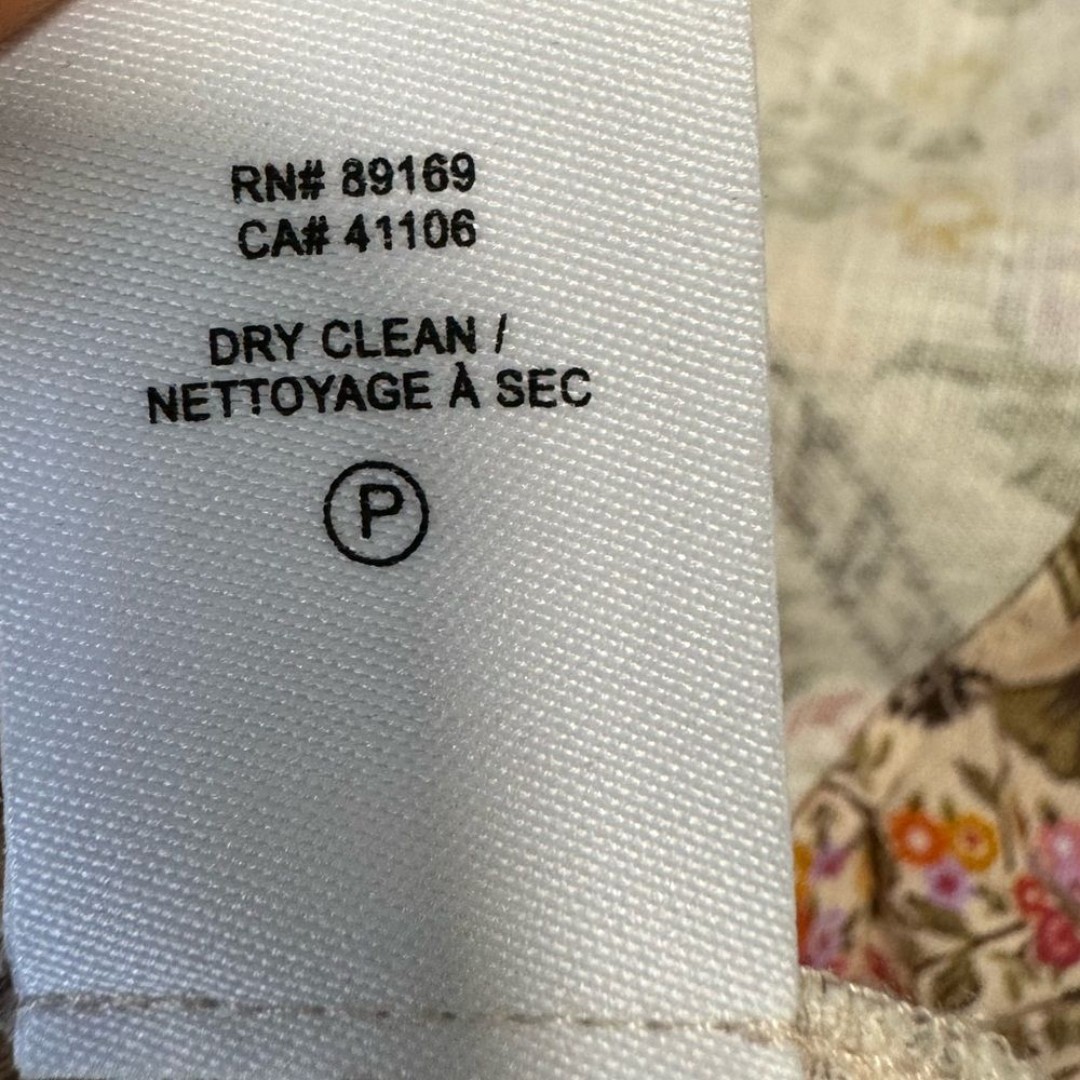 RN# 89169
CA# 41106
DRY CLEAN /
NETTOYAGE À SEC
P